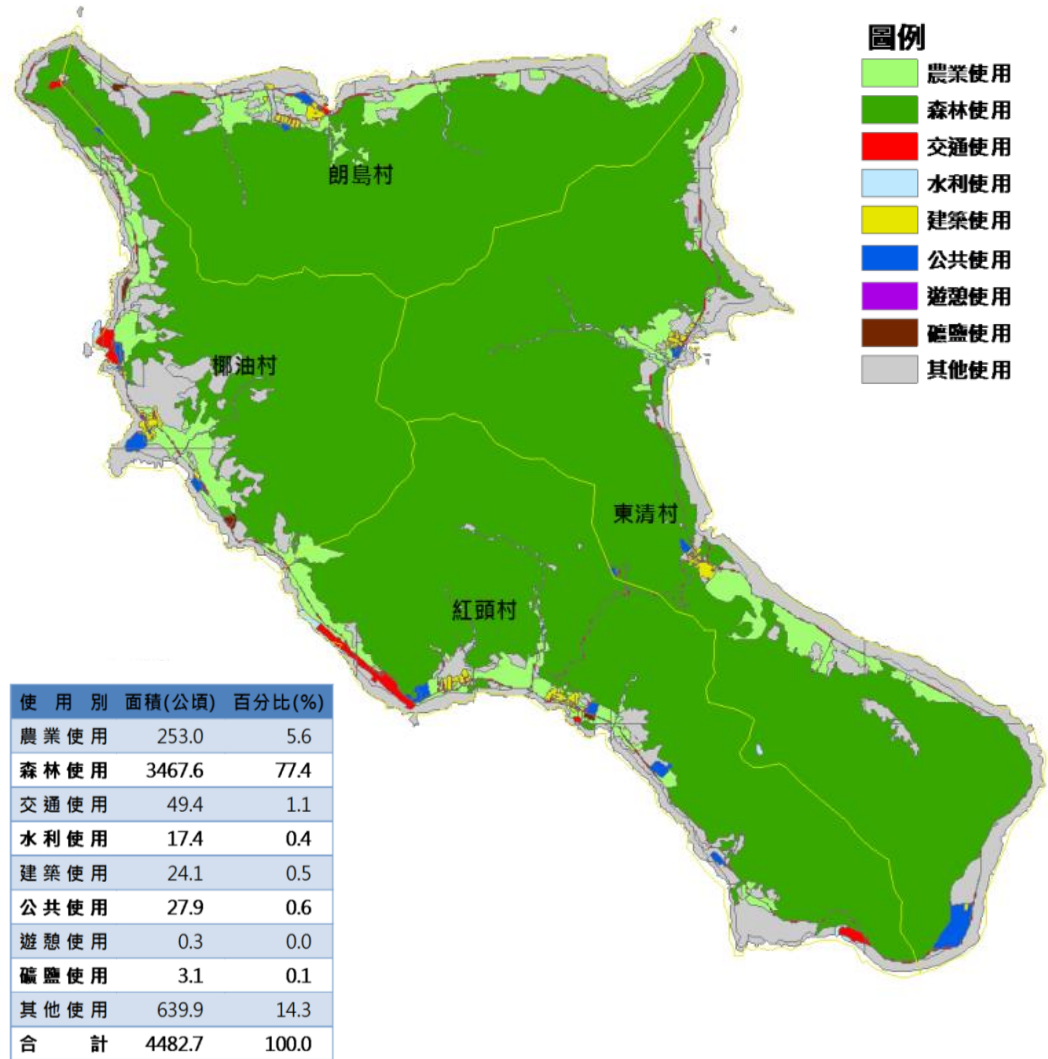 圖例
農業使用
森林使用
交通使用
水利使用
建築使用
公共使用
遊憩使用
礦鹽使用
其他使用
朗島村
椰油村
東清村
紅頭村
使用別 面積(公頃) 百分比(%)
農業使用 253.0 5.6
森林使用 3467.6 77.4
交通使用 49.4 1.1
水利使用 17.4 0.4
建築使用 24.1 0.5
公共使用 27.9 0.6
遊憩使用 0.3 0.0
礦鹽使用 3.1 0.1
其他使用 639.9 14.3
合計 4482.7 100.0